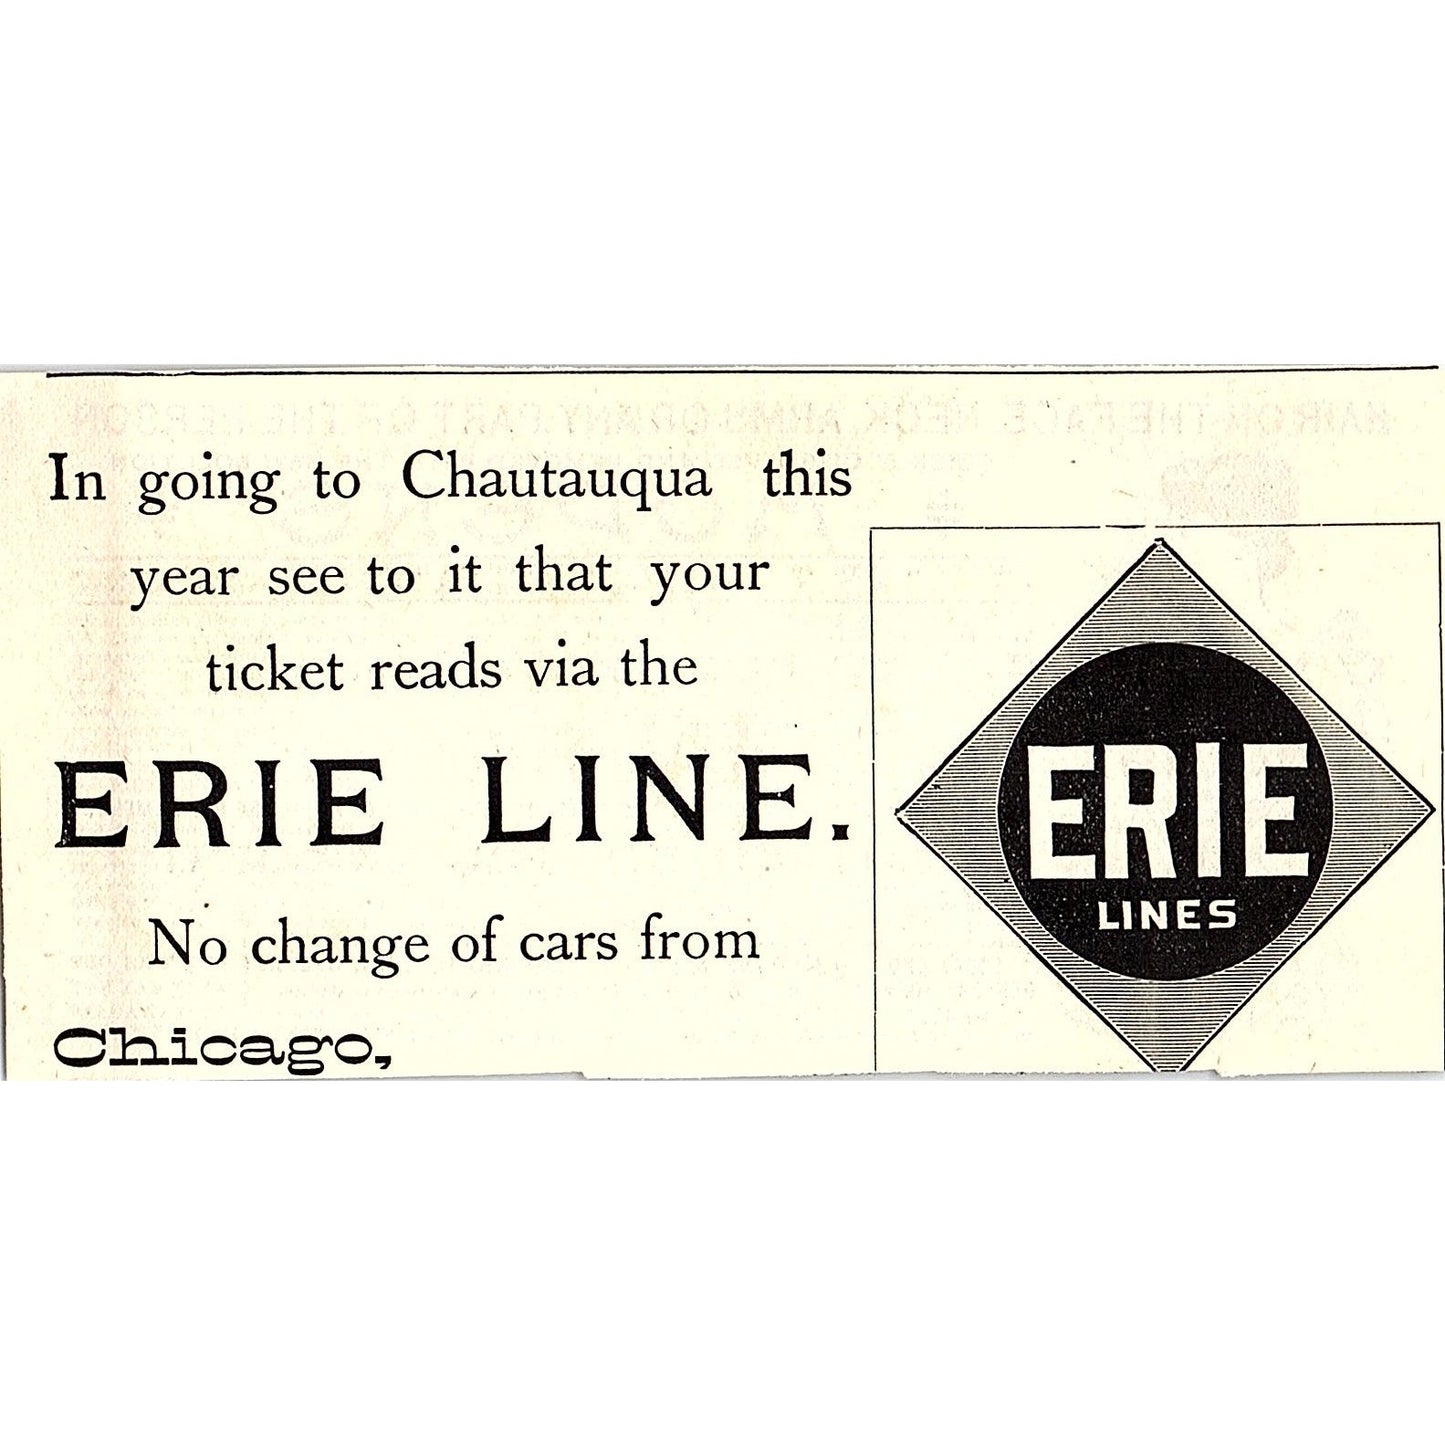 In going to Chautauqua this
year see to it that your
ticket reads via the
ERIE LINE.
No change of cars from
Chicago,
ERIE
LINES